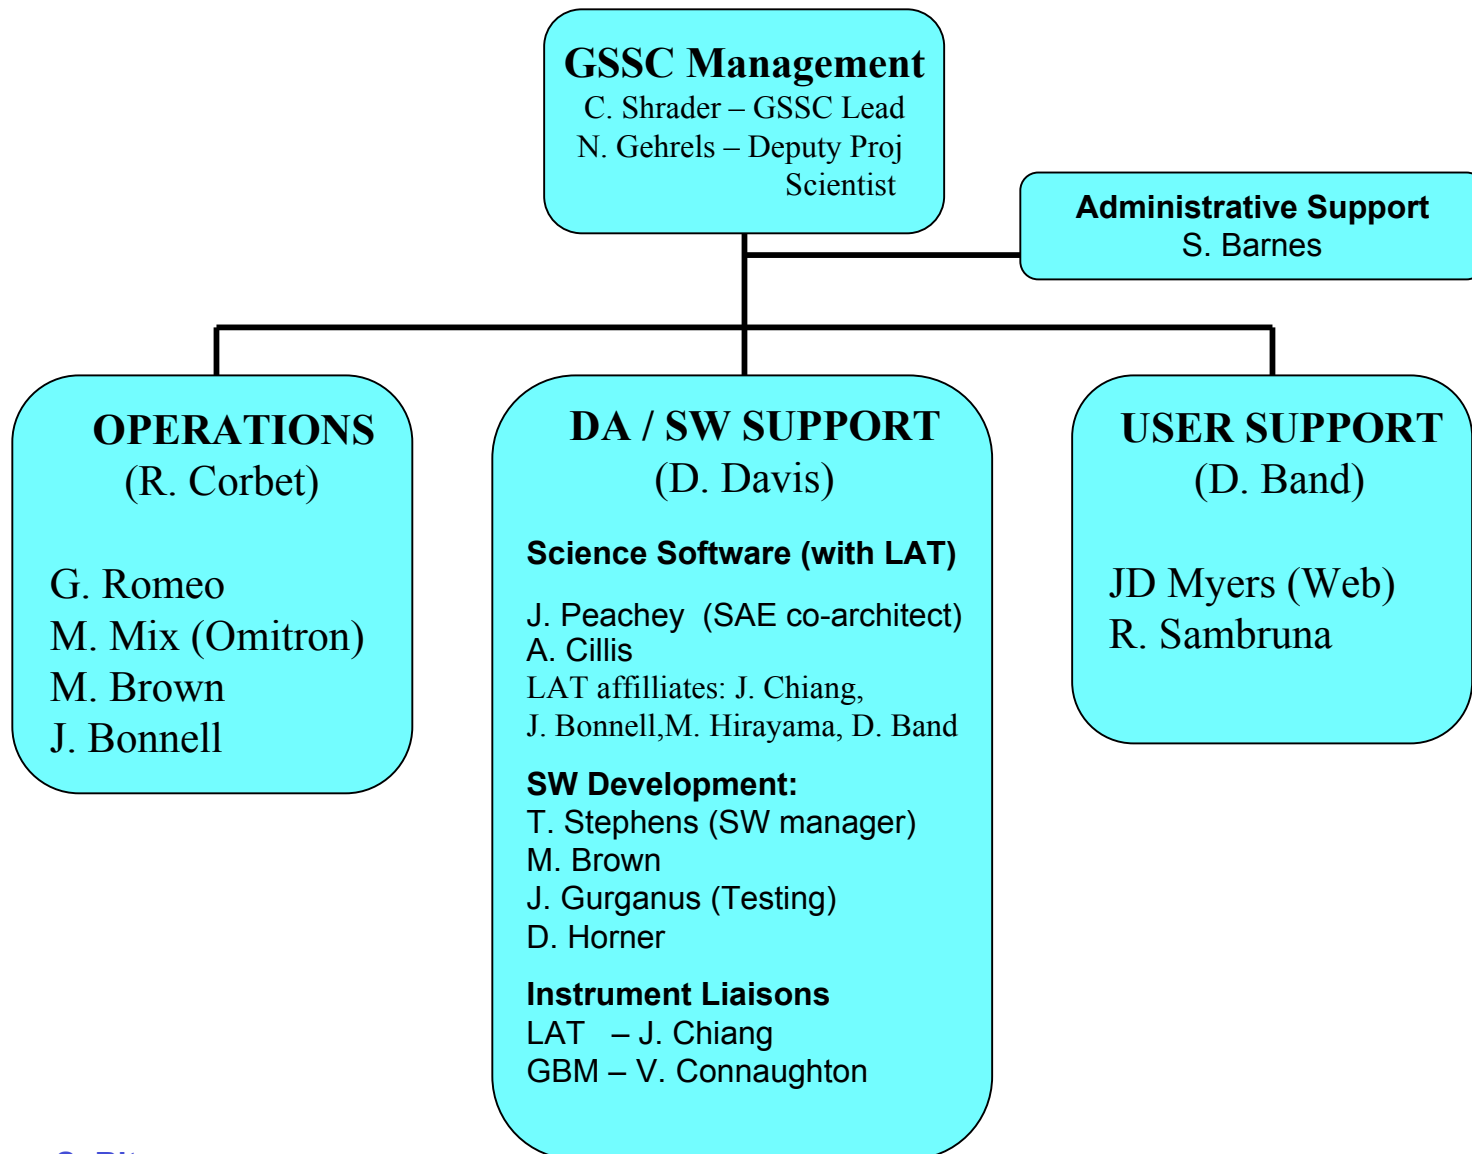 GSSC Management
C. Shrader – GSSC Lead
N. Gehrels – Deputy Proj
Scientist
Administrative Support
S. Barnes
OPERATIONS
(R. Corbet)
G. Romeo
M. Mix (Omitron)
M. Brown
J. Bonnell
DA / SW SUPPORT
(D. Davis)
Science Software (with LAT)
J. Peachey (SAE co-architect)
A. Cillis
LAT affilliates: J. Chiang,
J. Bonnell,M. Hirayama, D. Band
SW Development:
T. Stephens (SW manager)
M. Brown
J. Gurganus (Testing)
D. Horner
Instrument Liaisons
LAT – J. Chiang
GBM – V. Connaughton
USER SUPPORT
(D. Band)
JD Myers (Web)
R. Sambruna